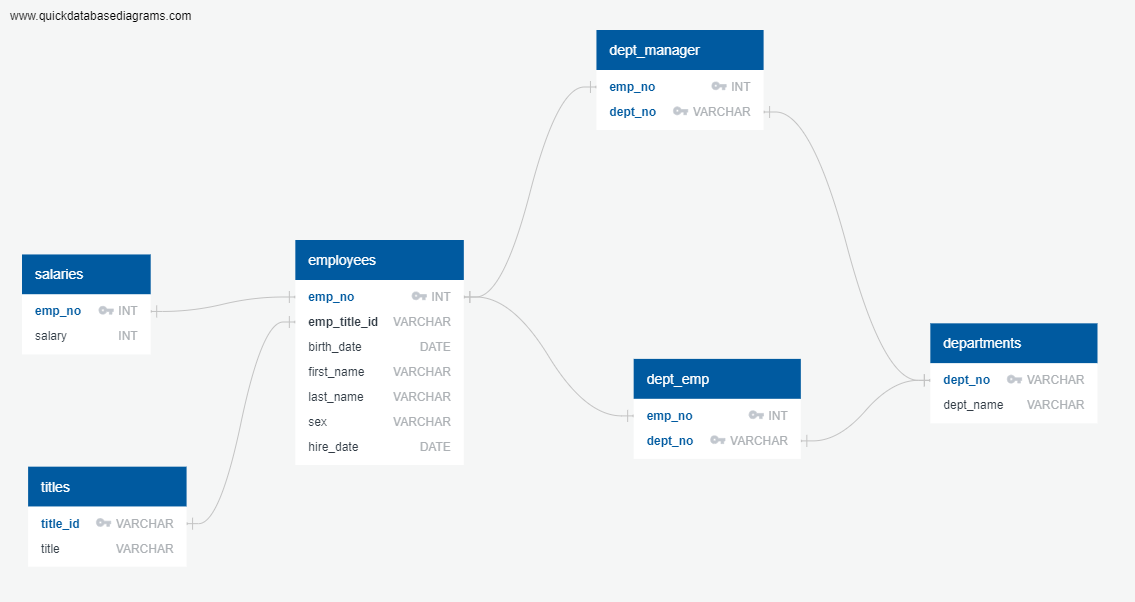 www.quickdatabasediagrams.com
dept_manager
emp_no INT
dept_no VARCHAR
salaries
emp_no INT
salary INT
employees
emp_no INT
emp_title_id VARCHAR
birth_date DATE
first_name VARCHAR
last_name VARCHAR
sex VARCHAR
hire_date DATE
dept_emp
emp_no INT
dept_no VARCHAR
departments
dept_no VARCHAR
dept_name VARCHAR
titles
title_id VARCHAR
title VARCHAR